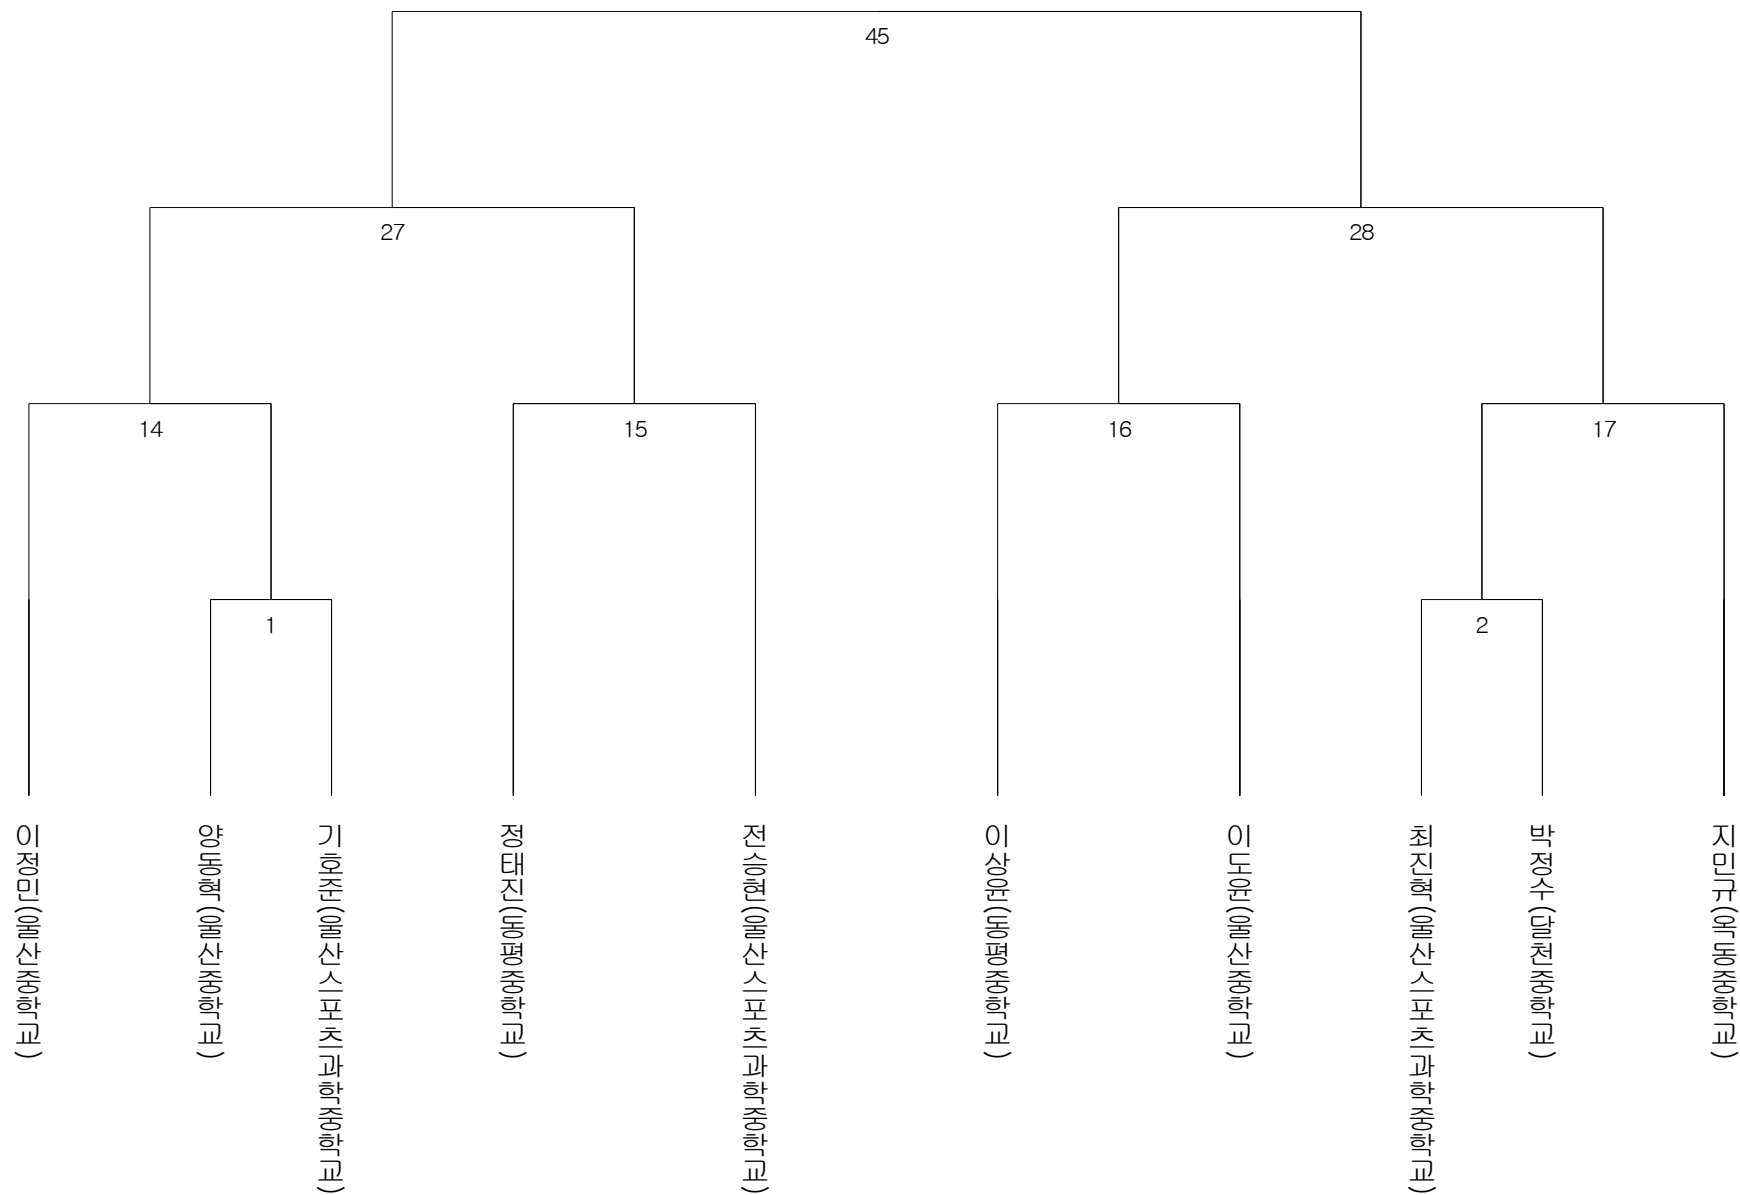 45
27
28
14
15
16
17
1
2
이정민(울산중학교)
양동혁(울산중학교)
기호준(울산스포츠과학중학교)
정태진(동평중학교)
전승현(울산스포츠과학중학교)
이상윤(동평중학교)
이도윤(울산중학교)
최진혁(울산스포츠과학중학교)
박정수(달천중학교)
지민규(옥동중학교)